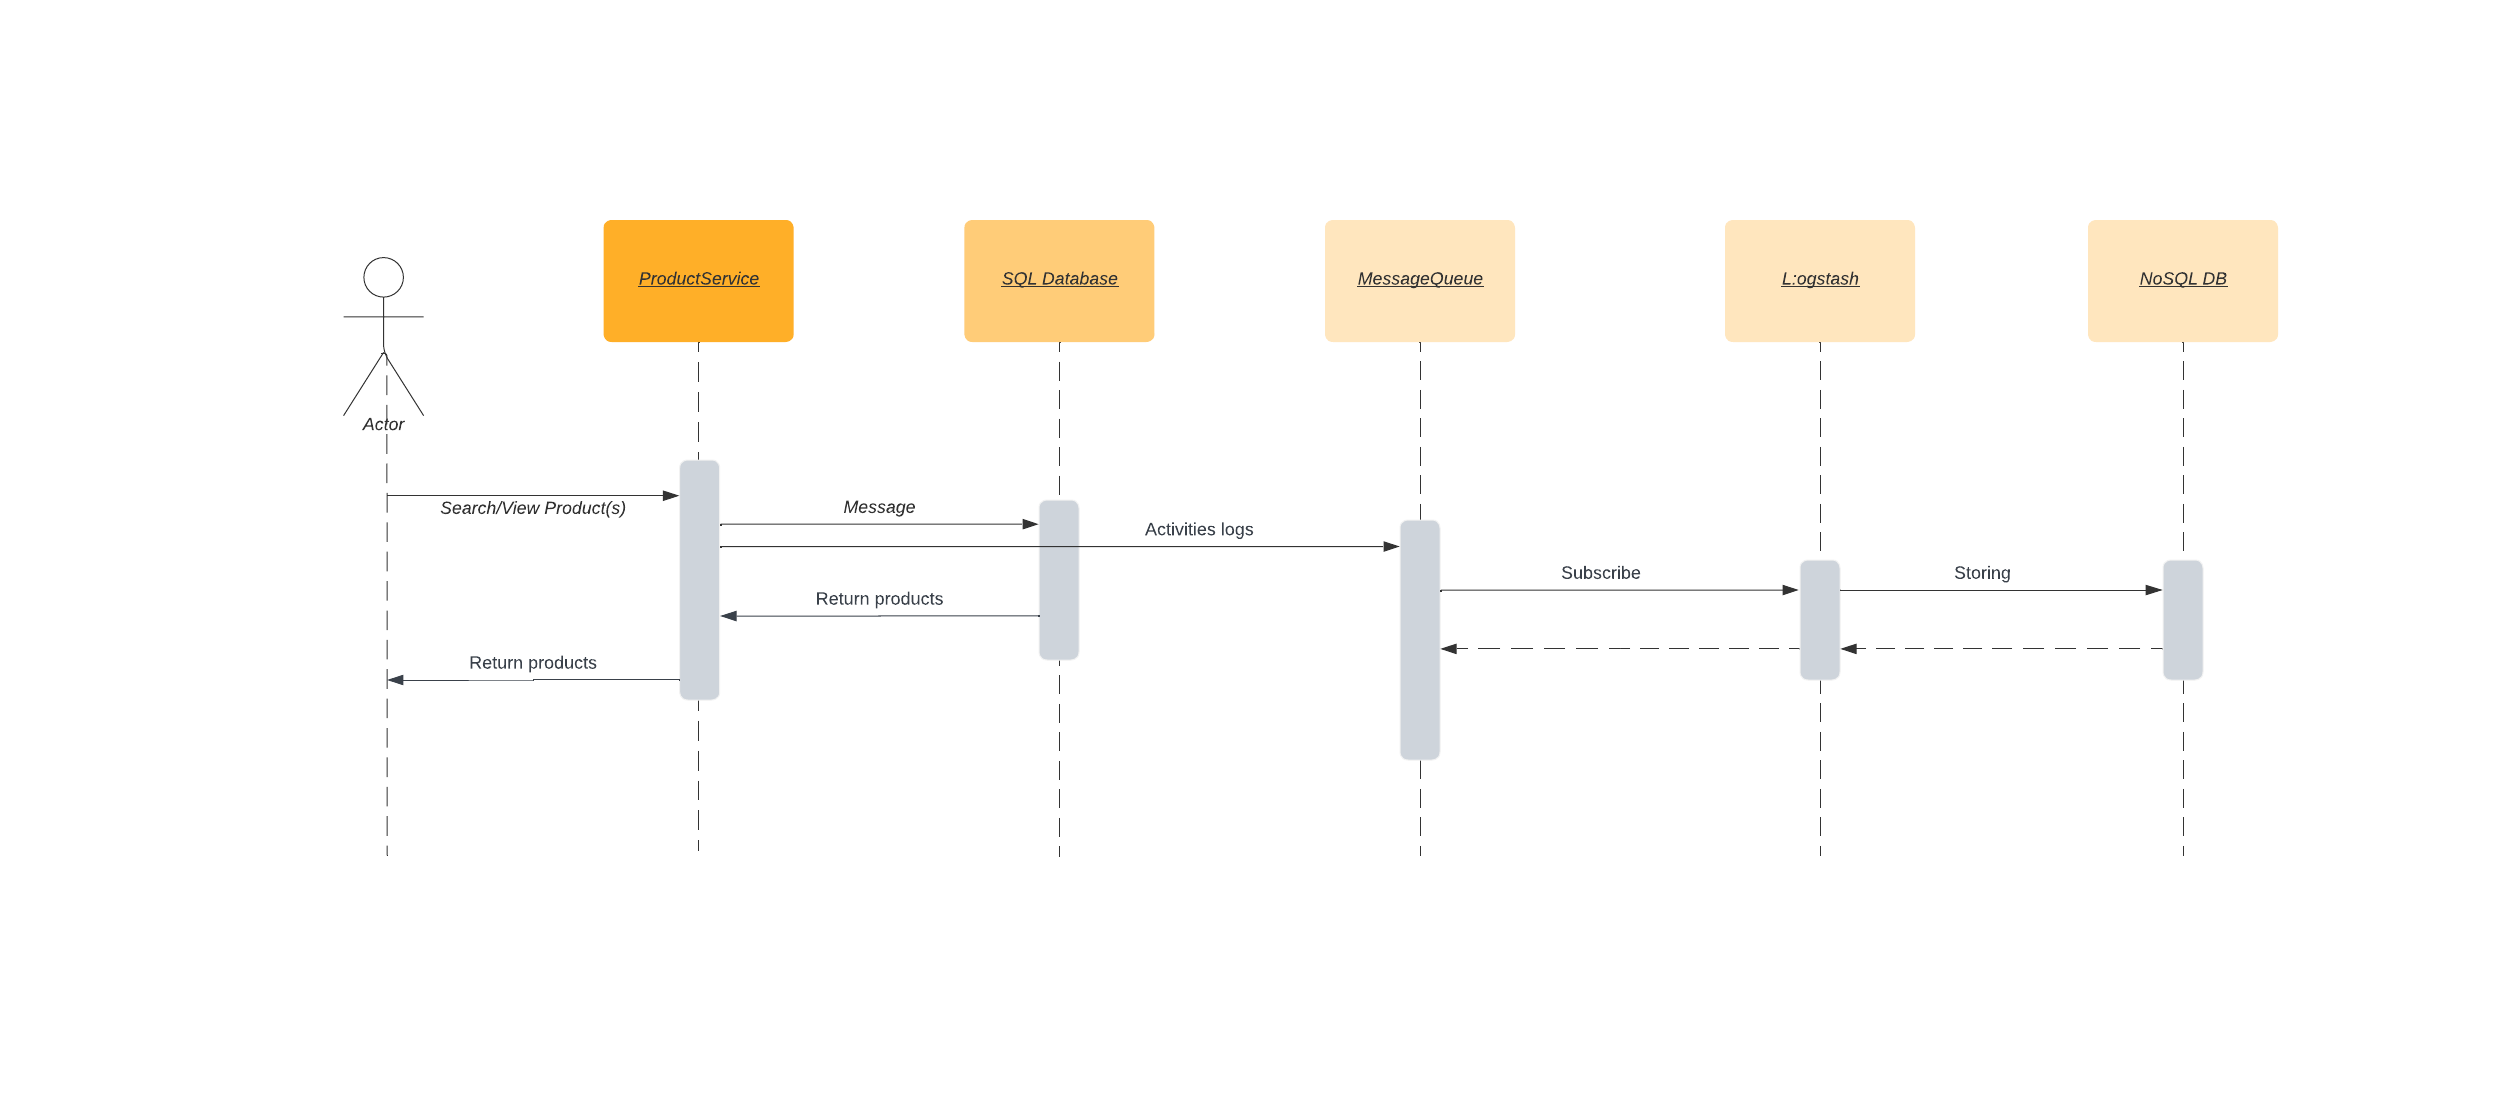 ProductService
SQL Database
MessageQueue
L:ogstash
NoSQL DB
Actor
Search/View Product(s)
Message
Activities logs
Subscribe
Storing
Return products
Return products